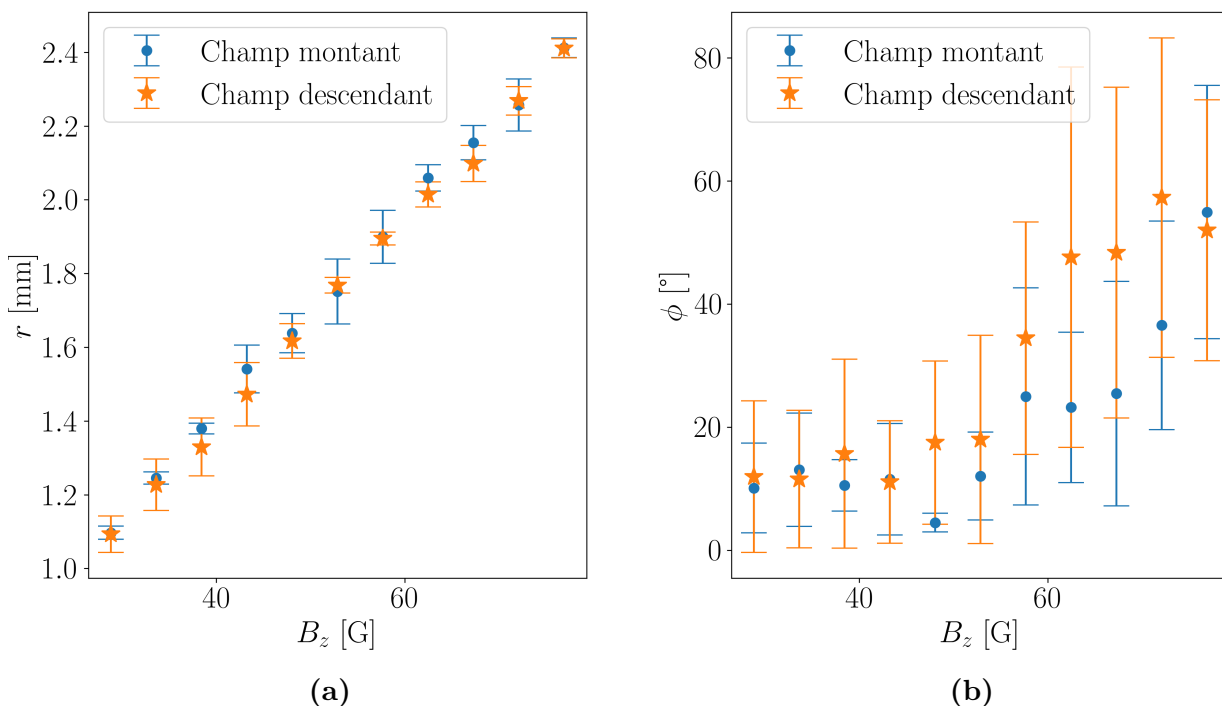 2.4
2.2
2.0
1.8
1.6
1.4
1.2
1.0
r [mm]
Champ montant
Champ descendant
40
60
B_z [G]
(a)
80
60
40
20
0
ϕ [°]
Champ montant
Champ descendant
40
60
B_z [G]
(b)